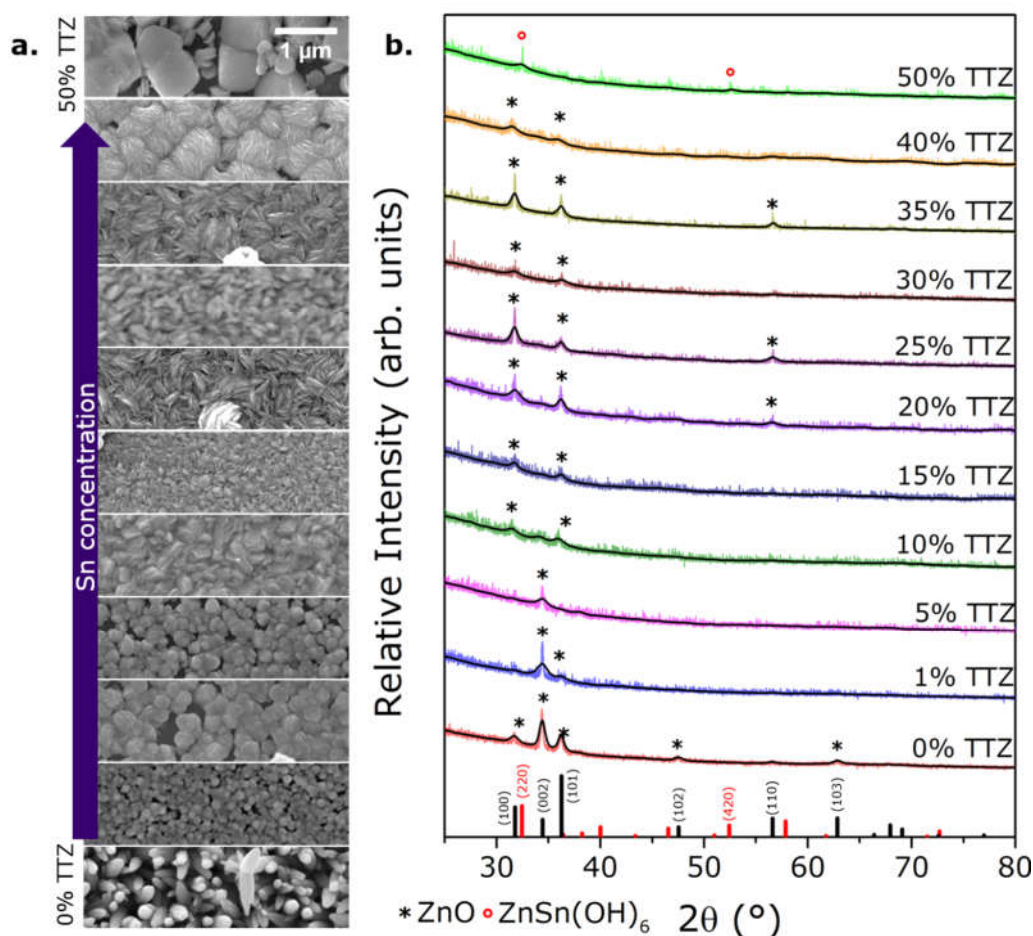 a.
50% TTZ
1 µm
Sn concentration
0% TTZ
b.
Relative Intensity (arb. units)
50% TTZ
40% TTZ
35% TTZ
30% TTZ
25% TTZ
20% TTZ
15% TTZ
10% TTZ
5% TTZ
1% TTZ
0% TTZ
(100)
(220)
(002)
(101)
(102)
(420)
(110)
(103)
30 40 50 60 70 80
*ZnO ∘ZnSn(OH)₆ 2θ (°)